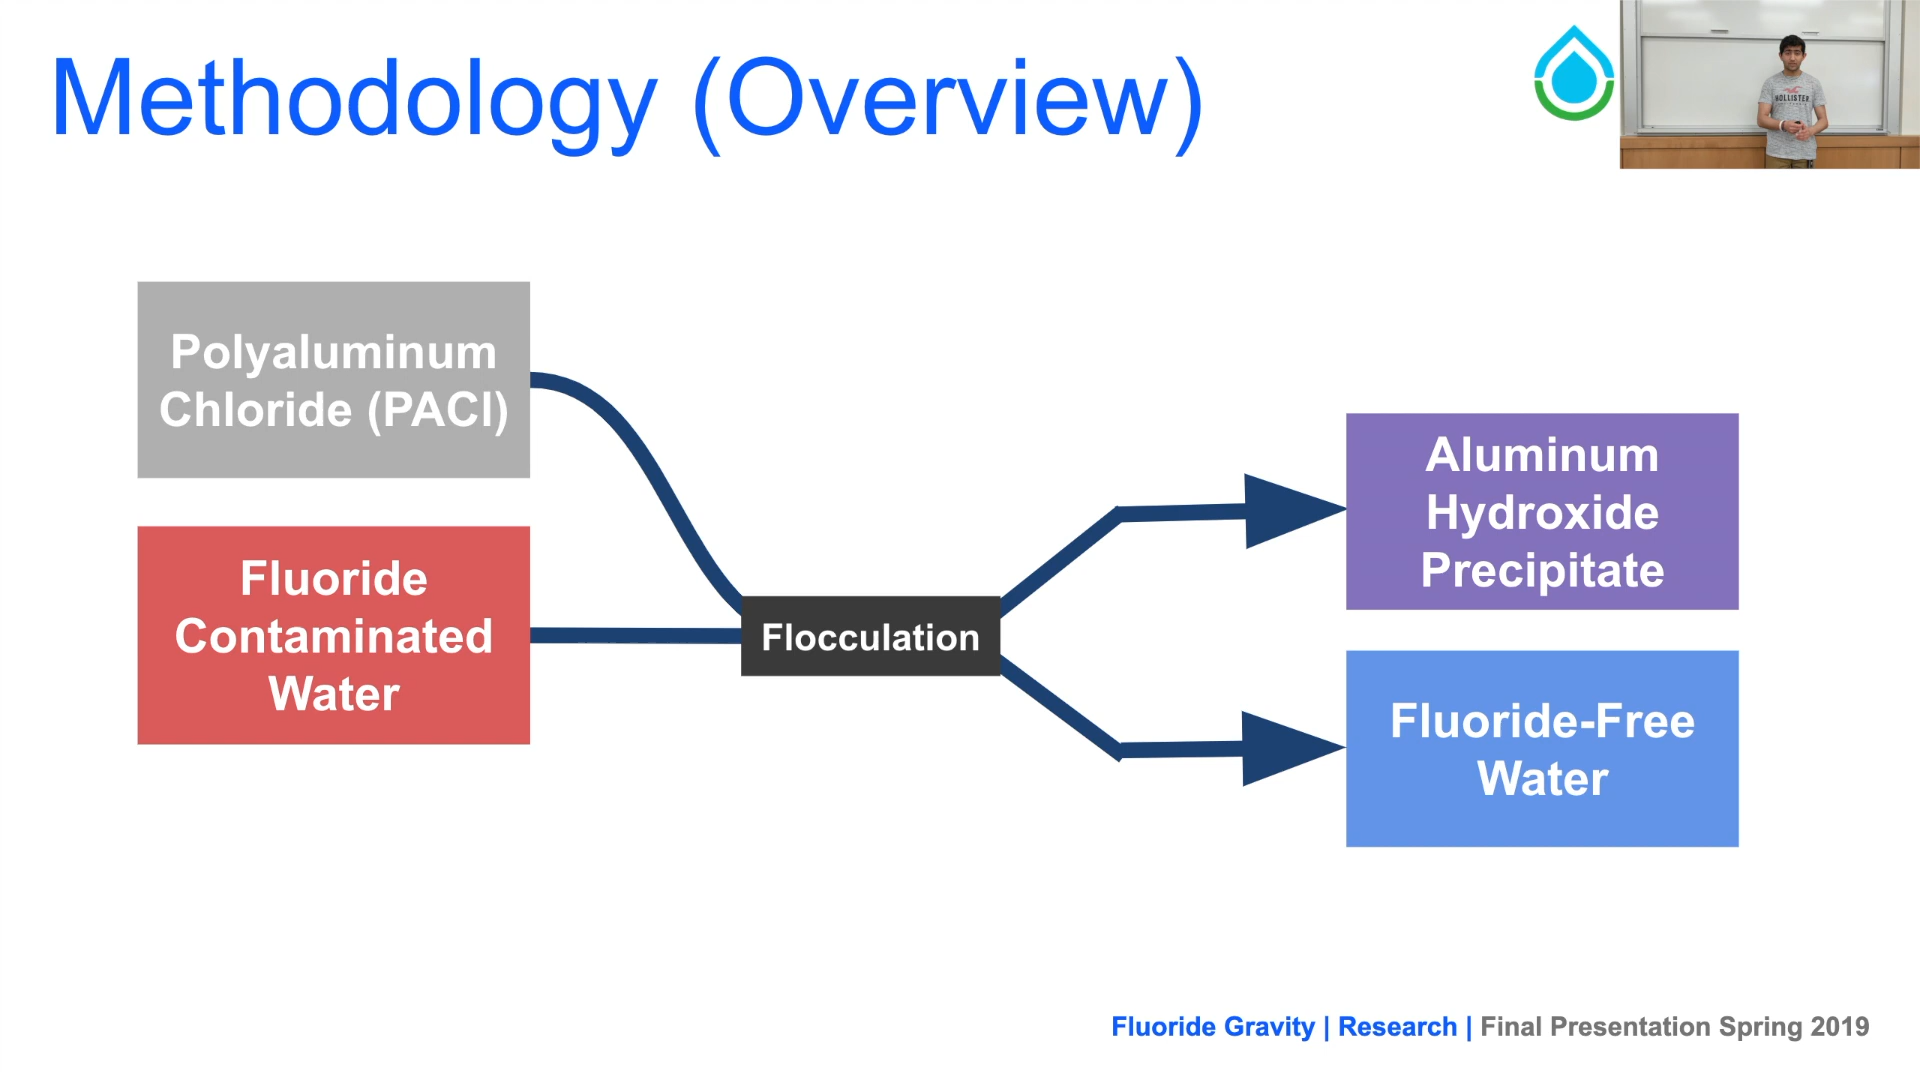 Methodology (Overview)
HOLLISTER
Polyaluminum
Chloride (PACl)
Fluoride
Contaminated
Water
Flocculation
Aluminum
Hydroxide
Precipitate
Fluoride-Free
Water
Fluoride Gravity | Research | Final Presentation Spring 2019